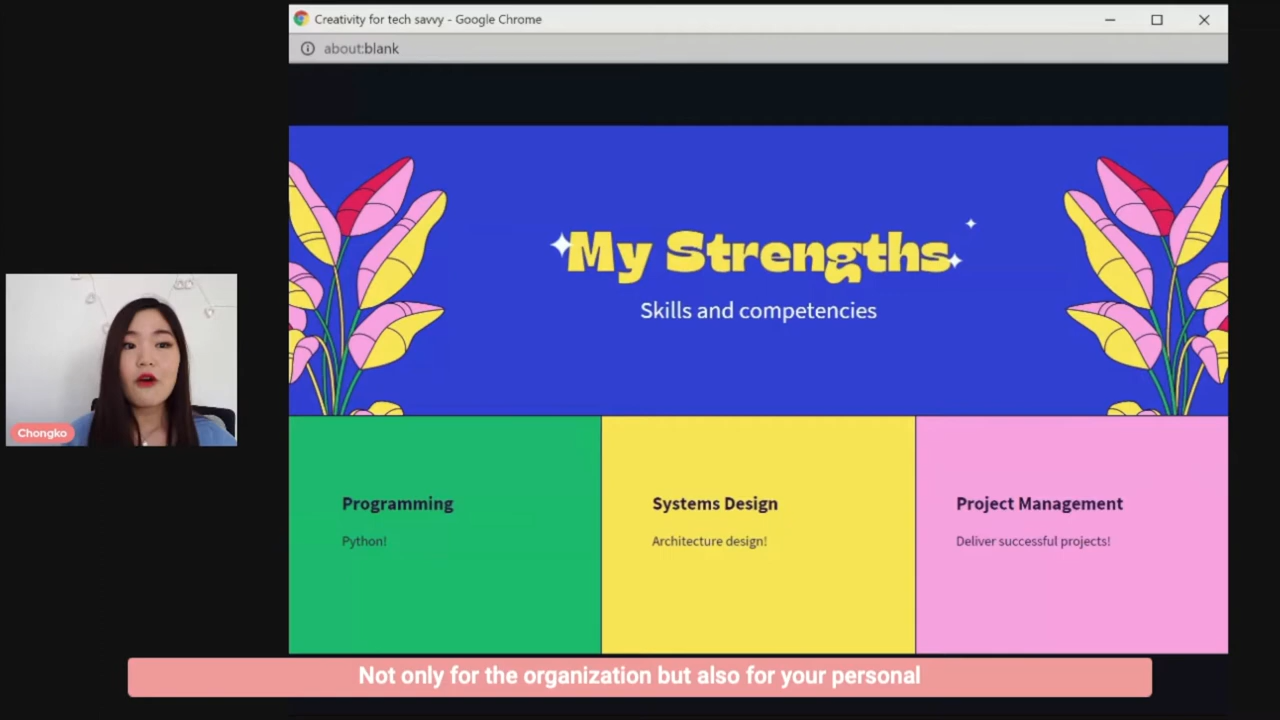 Creativity for tech savvy - Google Chrome
about:blank
My Strengths
Skills and competencies
Chongko
Programming
Python!
Systems Design
Architecture design!
Project Management
Deliver successful projects!
Not only for the organization but also for your personal